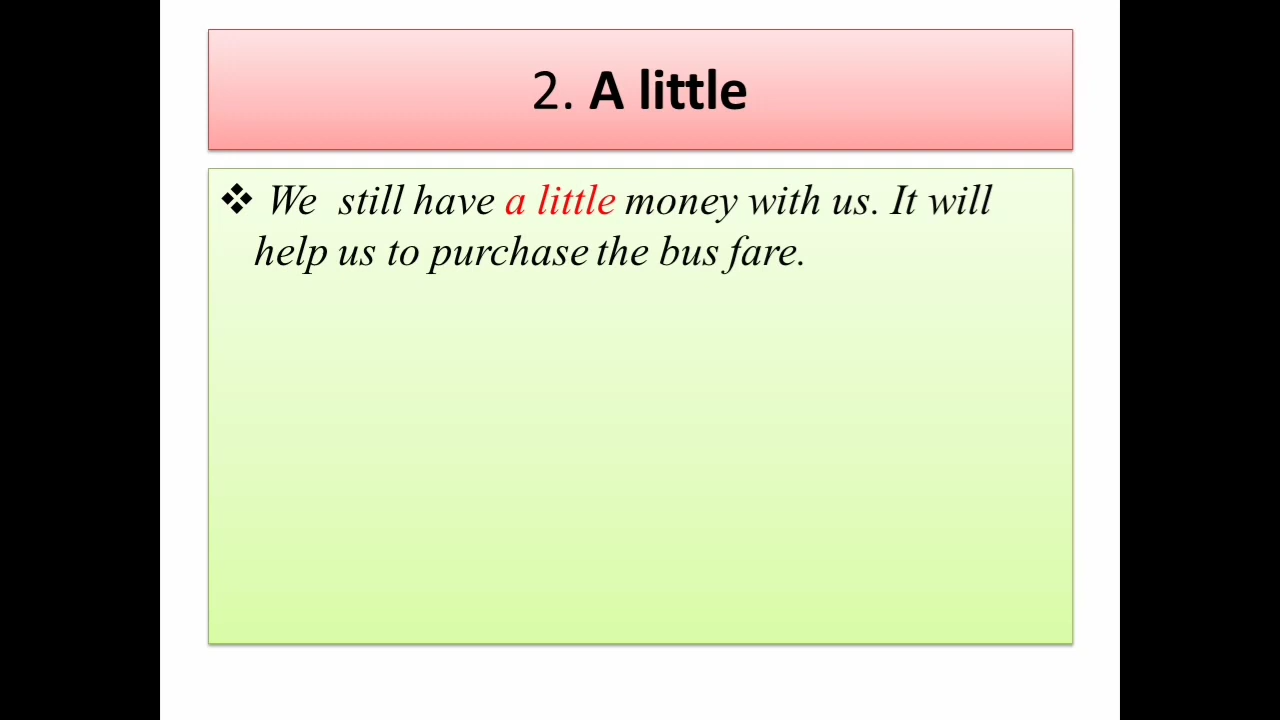 2. A little
❖ We still have a little money with us. It will
help us to purchase the bus fare.